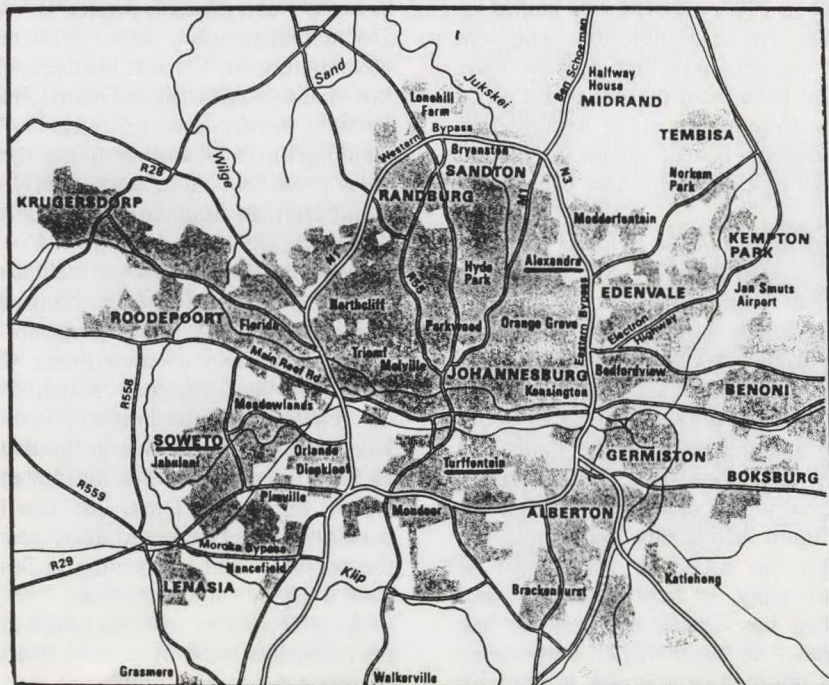 Sand
Jukskei
Ben Schoeman
Halfway
House
MIDRAND
Lonehill
Farm
Western Bypass
Bryanston
TEMBISA
N3
Norkem
Park
SANDTON
R28
Wilge
KRUGERSDORP
RANDBURG
M1
Modderfontein
KEMPTON
PARK
Hyde
Park
Alexandra
N1
R55
EDENVALE
Jan Smuts
Airport
Northcliff
Eastern Bypass
ROODEPOORT
Florida
Parkwood
Orange Grove
Electron
Highway
Triomf
Melville
Main Reef Rd
JOHANNESBURG
Bedfordview
Kensington
BENONI
R558
Meadowlands
SOWETO
Orlando
GERMISTON
Jabulani
Diepkloof
Turffontein
BOKSBURG
R559
Pimville
Mondeor
ALBERTON
Moroka Bypass
R29
Nancefield
LENASIA
Klip
Katlehong
Brackenhurst
Grasmere
Walkerville